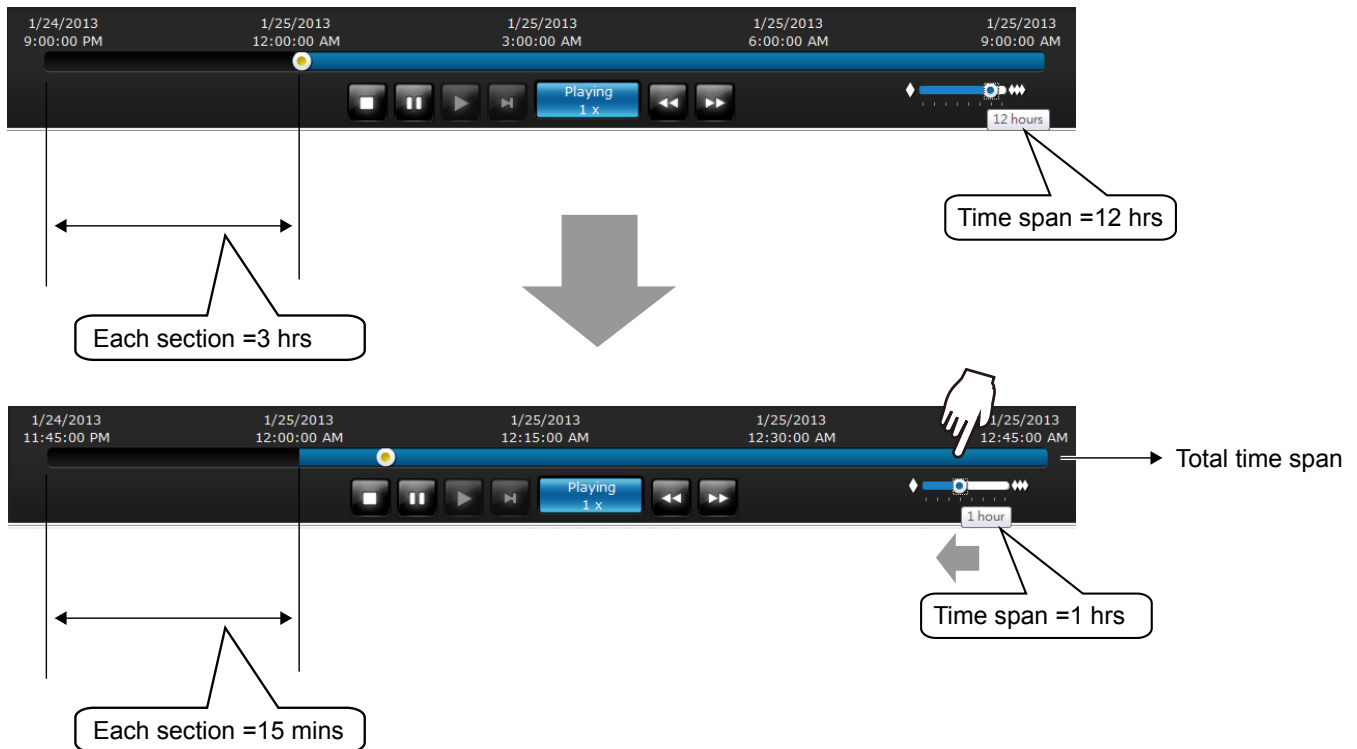 1/24/2013 1/25/2013 1/25/2013 1/25/2013 1/25/2013
9:00:00 PM 12:00:00 AM 3:00:00 AM 6:00:00 AM 9:00:00 AM
Playing
1 x
12 hours
Time span =12 hrs
Each section =3 hrs
1/24/2013 1/25/2013 1/25/2013 1/25/2013 1/25/2013
11:45:00 PM 12:00:00 AM 12:15:00 AM 12:30:00 AM 12:45:00 AM
Total time span
Playing
1 x
1 hour
Time span =1 hrs
Each section =15 mins